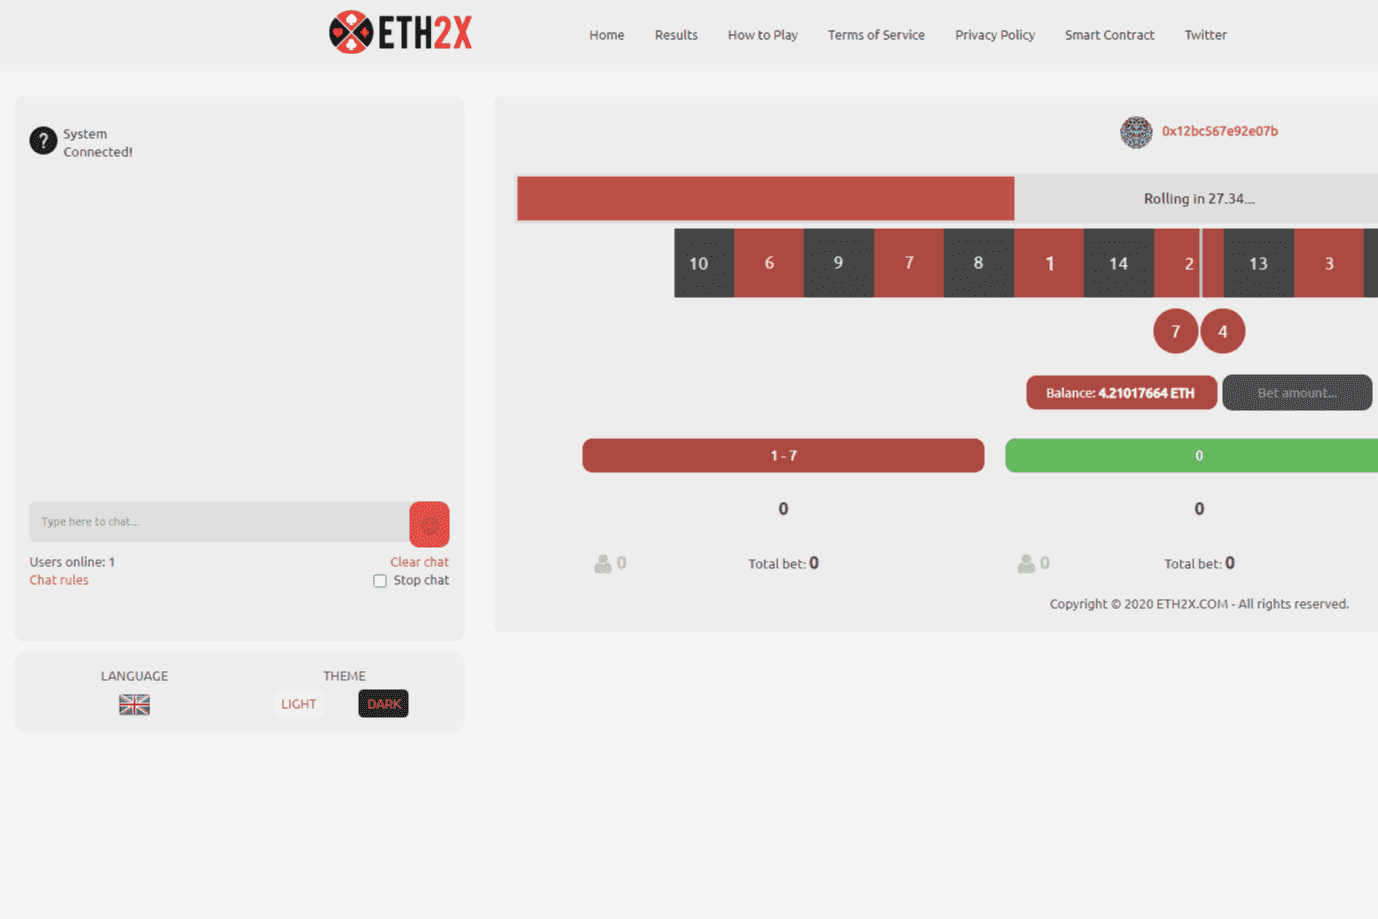 ETH2X
Home Results How to Play Terms of Service Privacy Policy Smart Contract Twitter
?
System
Connected!
Type here to chat...
Users online: 1
Clear chat
Chat rules
Stop chat
LANGUAGE
THEME
LIGHT
DARK
0x12bc567e92e07b
Rolling in 27.34...
10 6 9 7 8 1 14 2 13 3
7 4
Balance: 4.21017664 ETH
Bet amount...
1 - 7
0
0
0
0 Total bet: 0
0 Total bet: 0
Copyright © 2020 ETH2X.COM - All rights reserved.